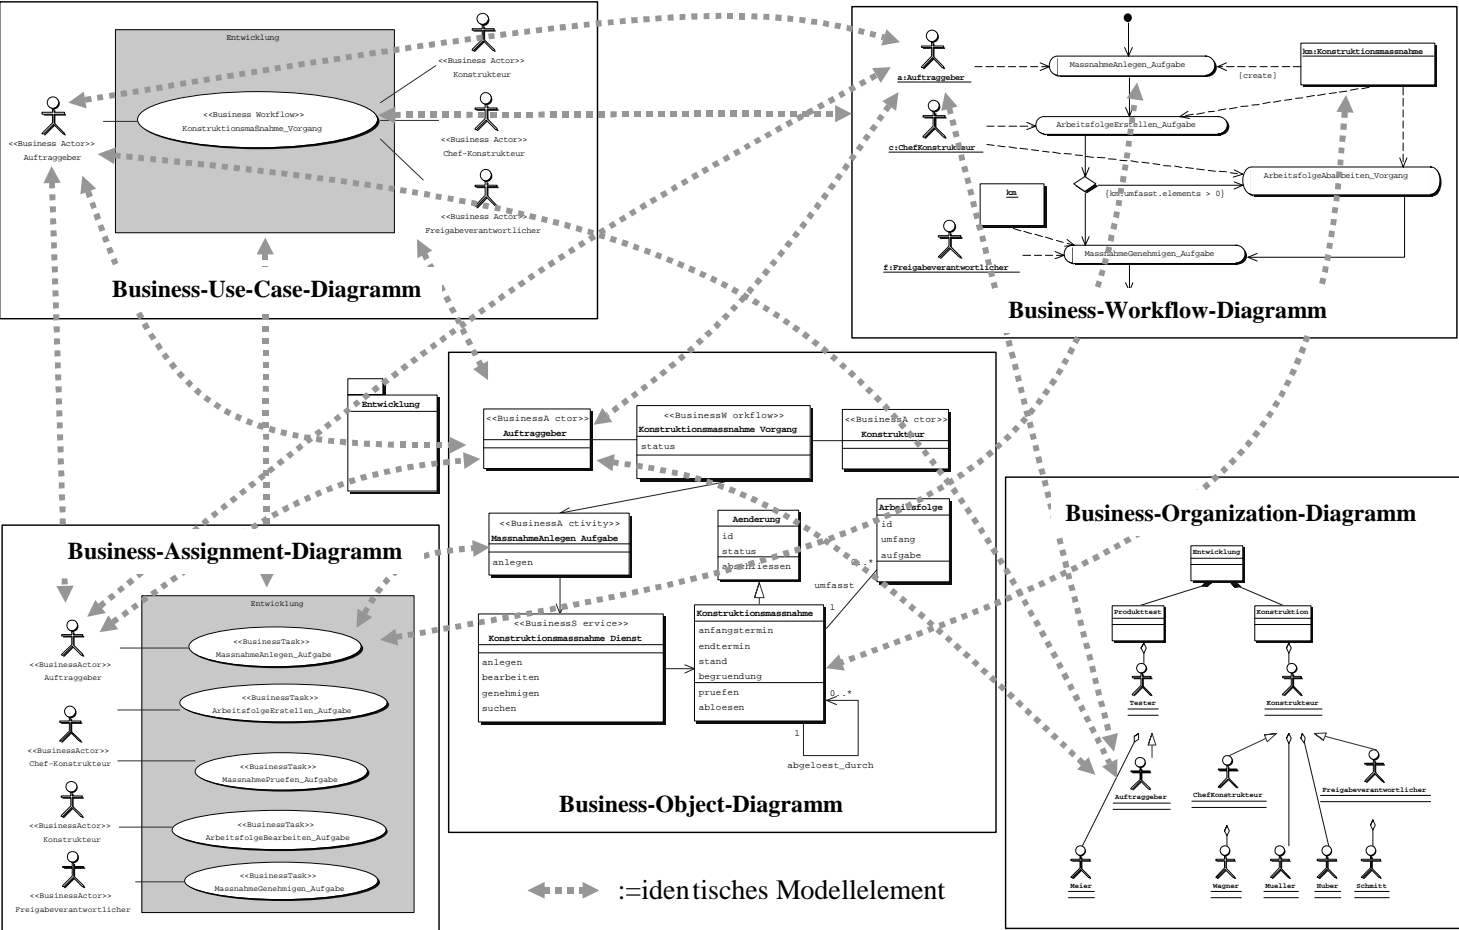 Entwicklung
<<Business Actor>>
Konstrukteur
<<Business Workflow>>
Konstruktionsmaßnahme_Vorgang
<<Business Actor>>
Auftraggeber
<<Business Actor>>
Chef-Konstrukteur
<<Business Actor>>
Freigabeverantwortlicher
Business-Use-Case-Diagramm
a:Auftraggeber
MassnahmeAnlegen_Aufgabe
km:Konstruktionsmassnahme
[create]
ArbeitsfolgeErstellen_Aufgabe
c:ChefKonstrukteur
ArbeitsfolgeAbarbeiten_Vorgang
{km.umfasst.elements > 0}
km
MassnahmeGenehmigen_Aufgabe
f:Freigabeverantwortlicher
Business-Workflow-Diagramm
Entwicklung
<<BusinessA ctor>>
Auftraggeber
<<BusinessW orkflow>>
Konstruktionsmassnahme Vorgang
status
<<BusinessA ctor>>
Konstrukteur
<<BusinessA ctivity>>
MassnahmeAnlegen Aufgabe
anlegen
Aenderung
id
status
abschliessen
Arbeitsfolge
id
umfang
aufgabe
0..*
umfasst
1
<<BusinessS ervice>>
Konstruktionsmassnahme Dienst
anlegen
bearbeiten
genehmigen
suchen
Konstruktionsmassnahme
anfangstermin
endtermin
stand
begruendung
pruefen
abloesen
0..*
1
abgeloest_durch
Business-Object-Diagramm
Business-Assignment-Diagramm
Entwicklung
<<BusinessActor>>
Auftraggeber
<<BusinessTask>>
MassnahmeAnlegen_Aufgabe
<<BusinessTask>>
ArbeitsfolgeErstellen_Aufgabe
<<BusinessActor>>
Chef-Konstrukteur
<<BusinessTask>>
MassnahmePruefen_Aufgabe
<<BusinessActor>>
Konstrukteur
<<BusinessTask>>
ArbeitsfolgeBearbeiten_Aufgabe
<<BusinessActor>>
Freigabeverantwortlicher
<<BusinessTask>>
MassnahmeGenehmigen_Aufgabe
Business-Organization-Diagramm
Entwicklung
Produkttest
Konstruktion
Tester
Konstrukteur
Auftraggeber
ChefKonstrukteur
Freigabeverantwortlicher
Meier
Wagner
Mueller
Huber
Schmitt
:=identisches Modellelement